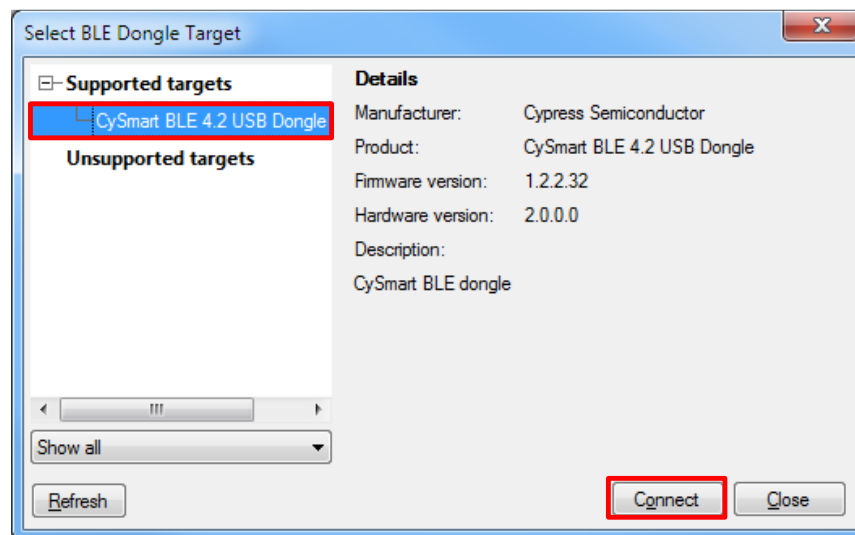 Select BLE Dongle Target
Supported targets
CySmart BLE 4.2 USB Dongle
Unsupported targets
Show all
Refresh
Details
Manufacturer: Cypress Semiconductor
Product: CySmart BLE 4.2 USB Dongle
Firmware version: 1.2.2.32
Hardware version: 2.0.0.0
Description:
CySmart BLE dongle
Connect Close